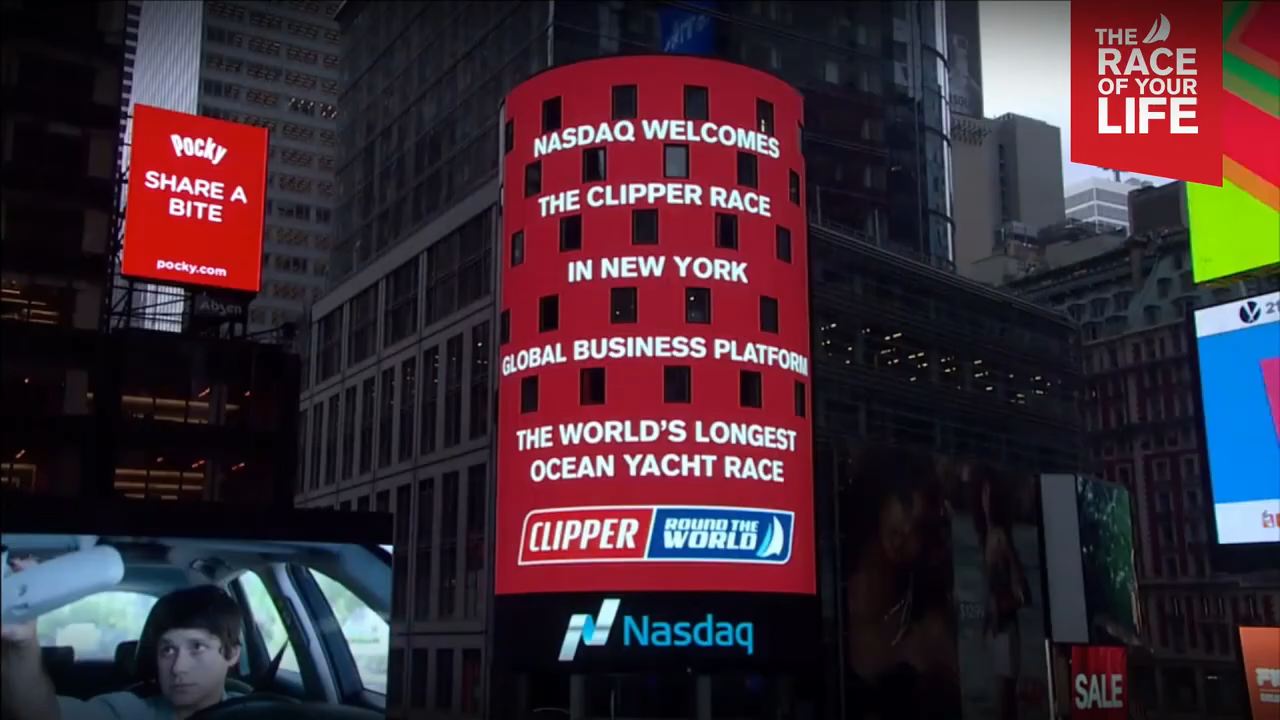 THE
RACE
OF YOUR
LIFE
Pocky
SHARE A
BITE
pocky.com
Absen
NASDAQ WELCOMES
THE CLIPPER RACE
IN NEW YORK
GLOBAL BUSINESS PLATFORM
THE WORLD'S LONGEST
OCEAN YACHT RACE
CLIPPER
ROUND THE
WORLD
Nasdaq
SALE